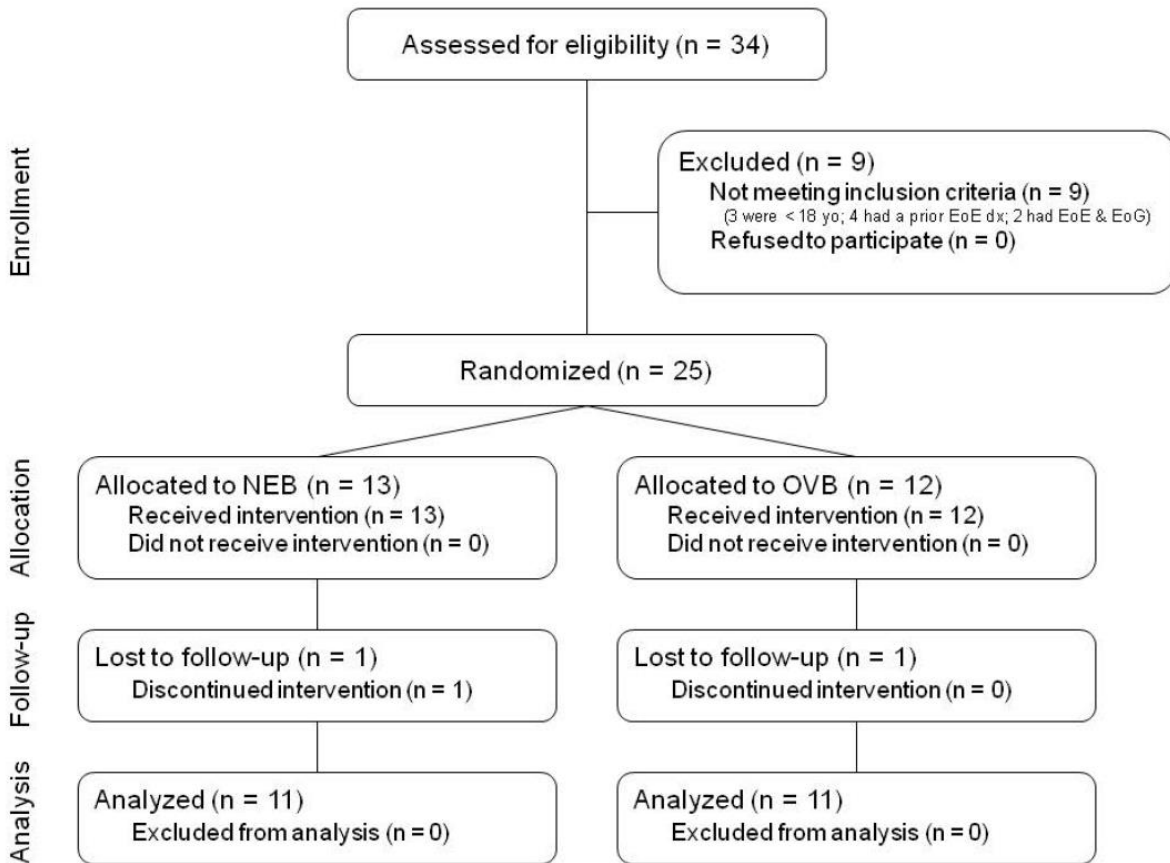 Assessed for eligibility (n = 34)
Enrollment
Excluded (n = 9)
Not meeting inclusion criteria (n = 9)
(3 were < 18 yo; 4 had a prior EoE dx; 2 had EoE & EoG)
Refused to participate (n = 0)
Randomized (n = 25)
Allocation
Allocated to NEB (n = 13)
Received intervention (n = 13)
Did not receive intervention (n = 0)
Allocated to OVB (n = 12)
Received intervention (n = 12)
Did not receive intervention (n = 0)
Follow-up
Lost to follow-up (n = 1)
Discontinued intervention (n = 1)
Lost to follow-up (n = 1)
Discontinued intervention (n = 0)
Analysis
Analyzed (n = 11)
Excluded from analysis (n = 0)
Analyzed (n = 11)
Excluded from analysis (n = 0)